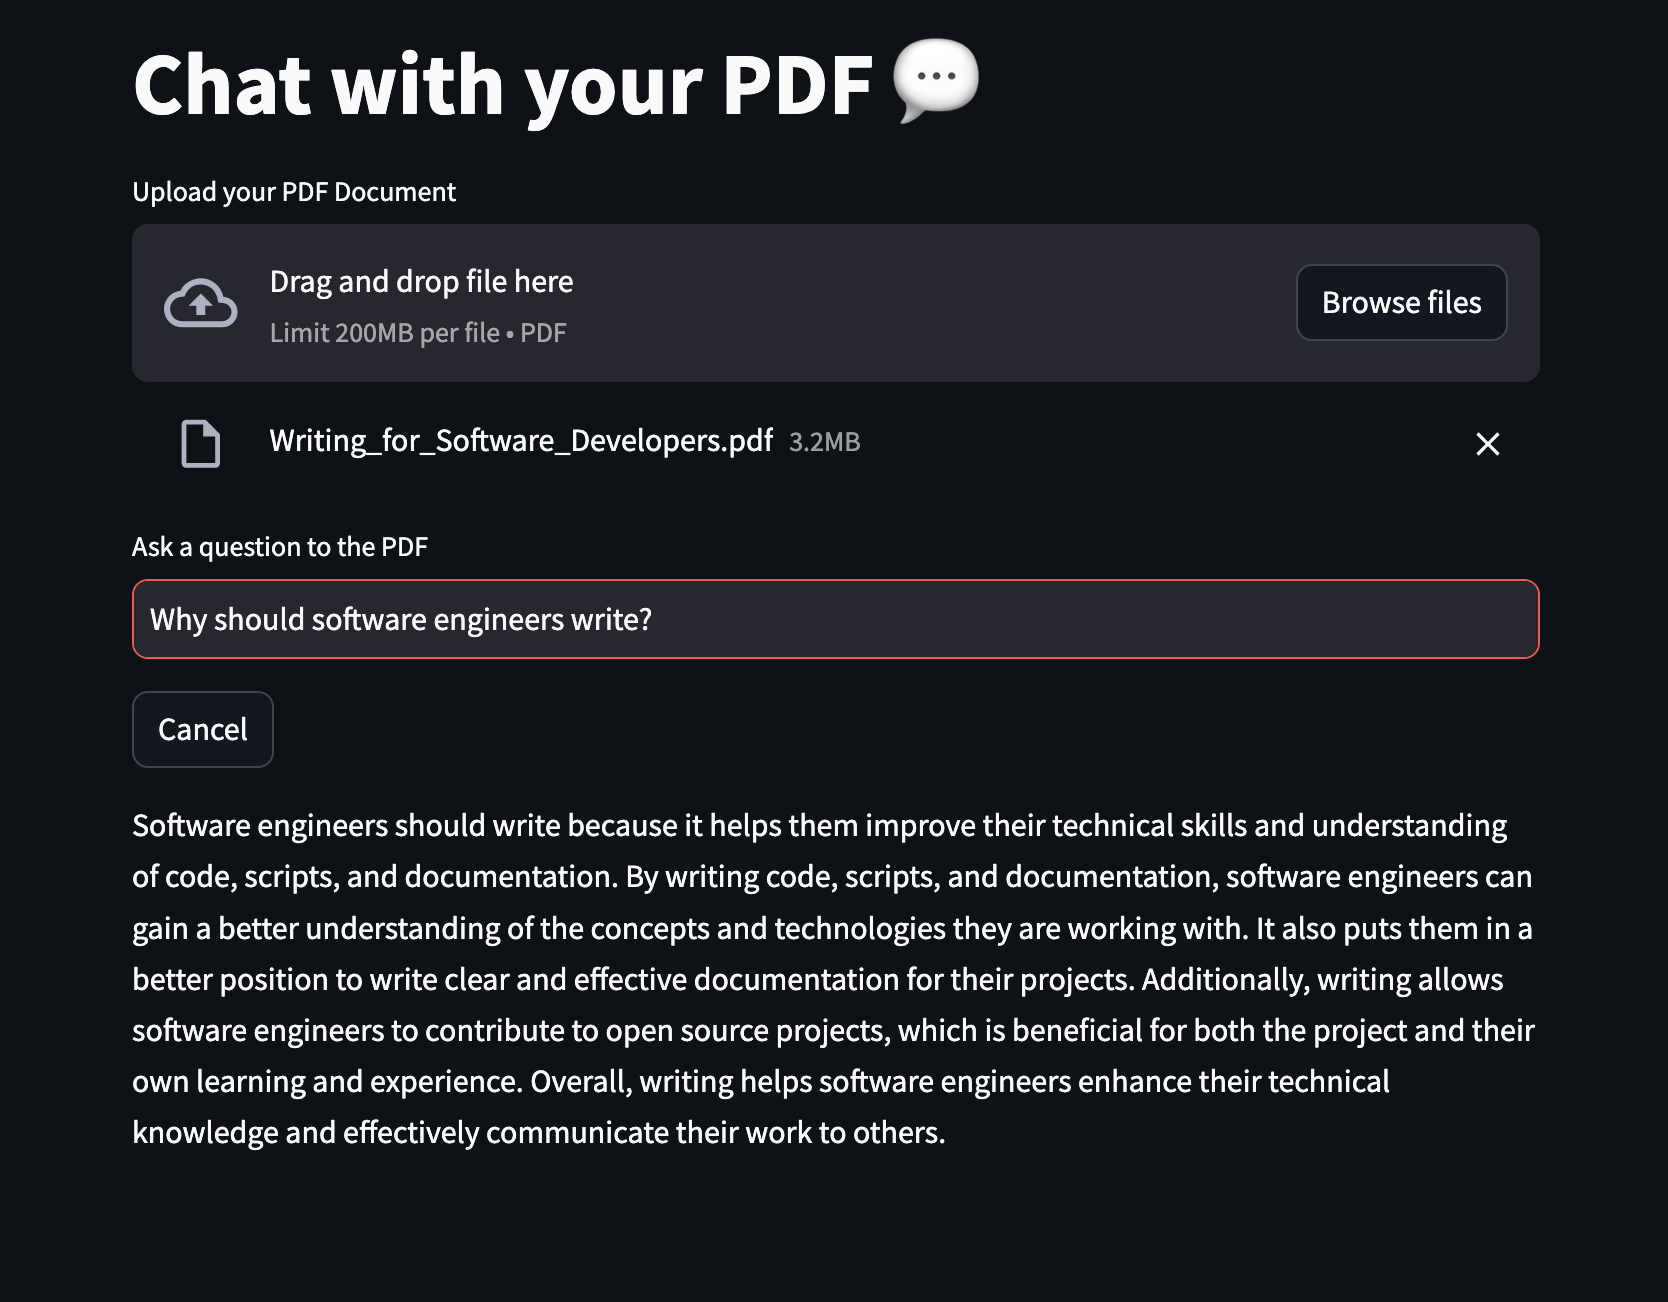 Chat with your PDF 💬
Upload your PDF Document
Drag and drop file here
Limit 200MB per file • PDF
Browse files
Writing_for_Software_Developers.pdf 3.2MB
Ask a question to the PDF
Why should software engineers write?
Cancel
Software engineers should write because it helps them improve their technical skills and understanding
of code, scripts, and documentation. By writing code, scripts, and documentation, software engineers can
gain a better understanding of the concepts and technologies they are working with. It also puts them in a
better position to write clear and effective documentation for their projects. Additionally, writing allows
software engineers to contribute to open source projects, which is beneficial for both the project and their
own learning and experience. Overall, writing helps software engineers enhance their technical
knowledge and effectively communicate their work to others.